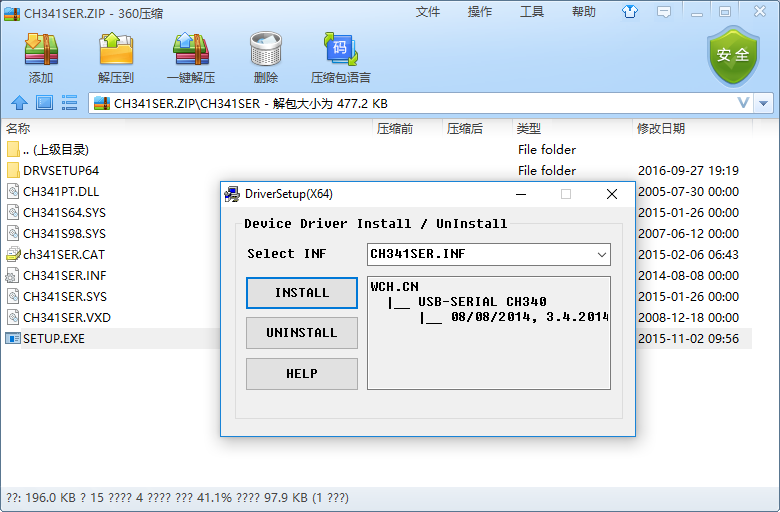 CH341SER.ZIP - 360压缩
文件 操作 工具 帮助
添加 解压到 一键解压 删除 码 压缩包语言 安全
CH341SER.ZIP\CH341SER - 解包大小为 477.2 KB
名称 压缩前 压缩后 类型 修改日期
.. (上级目录) File folder
DRVSETUP64 File folder 2016-09-27 19:19
CH341PT.DLL 2005-07-30 00:00
CH341S64.SYS 2015-01-26 00:00
CH341S98.SYS 2007-06-12 00:00
ch341SER.CAT 2015-02-06 06:43
CH341SER.INF 2014-08-08 00:00
CH341SER.SYS 2015-01-26 00:00
CH341SER.VXD 2008-12-18 00:00
SETUP.EXE 2015-11-02 09:56
DriverSetup(X64)
Device Driver Install / UnInstall
Select INF CH341SER.INF
INSTALL
UNINSTALL
HELP
WCH.CN
|__ USB-SERIAL CH340
|__ 08/08/2014, 3.4.2014
??: 196.0 KB ? 15 ???? 4 ???? ??? 41.1% ???? 97.9 KB (1 ???)